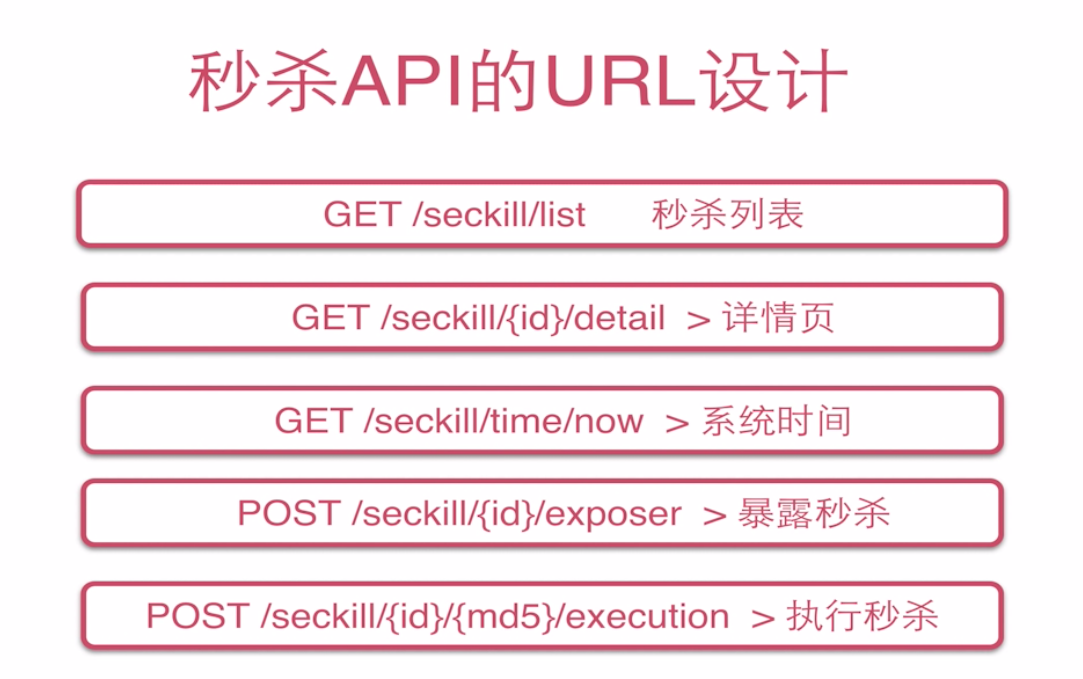 秒杀API的URL设计
GET /seckill/list 秒杀列表
GET /seckill/{id}/detail > 详情页
GET /seckill/time/now > 系统时间
POST /seckill/{id}/exposer > 暴露秒杀
POST /seckill/{id}/{md5}/execution > 执行秒杀